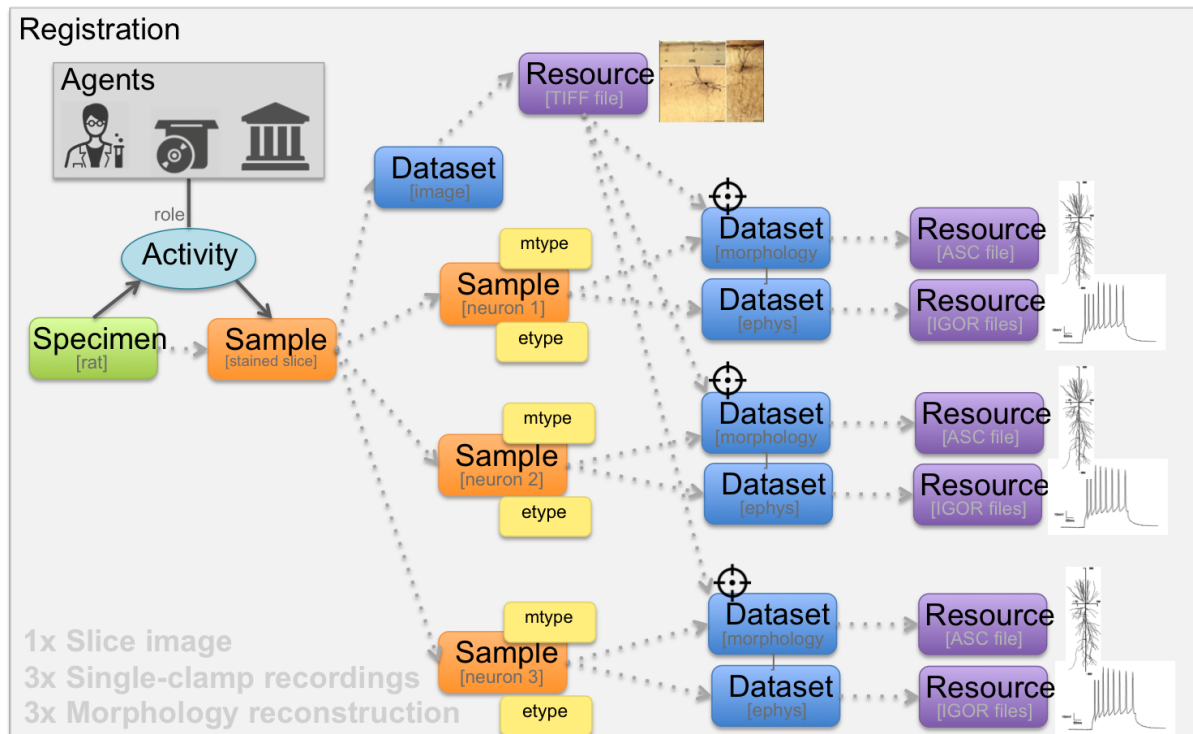 Registration
Agents
Resource
[TIFF file]
Dataset
[image]
role
Activity
Specimen
[rat]
Sample
[stained slice]
mtype
Sample
[neuron 1]
etype
Dataset
[morphology
Dataset
[ephys]
Resource
[ASC file]
Resource
[IGOR files]
mtype
Sample
[neuron 2]
etype
Dataset
[morphology
Dataset
[ephys]
Resource
[ASC file]
Resource
[IGOR files]
mtype
Sample
[neuron 3]
etype
Dataset
[morphology
Dataset
[ephys]
Resource
[ASC file]
Resource
[IGOR files]
1x Slice image
3x Single-clamp recordings
3x Morphology reconstruction